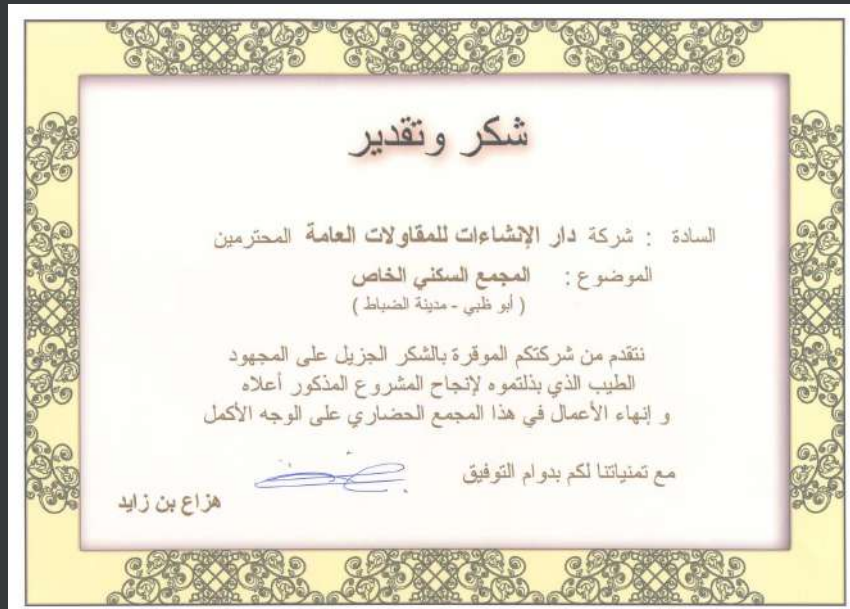 شكر وتقدير
السادة : شركة دار الإنشاءات للمقاولات العامة المحترمين
الموضوع : المجمع السكني الخاص
( أبو ظبي - مدينة الضباط )
نتقدم من شركتكم الموقرة بالشكر الجزيل على المجهود
الطيب الذي بذلتموه لإنجاح المشروع المذكور أعلاه
و إنهاء الأعمال في هذا المجمع الحضاري على الوجه الأكمل
مع تمنياتنا لكم بدوام التوفيق
هزاع بن زايد